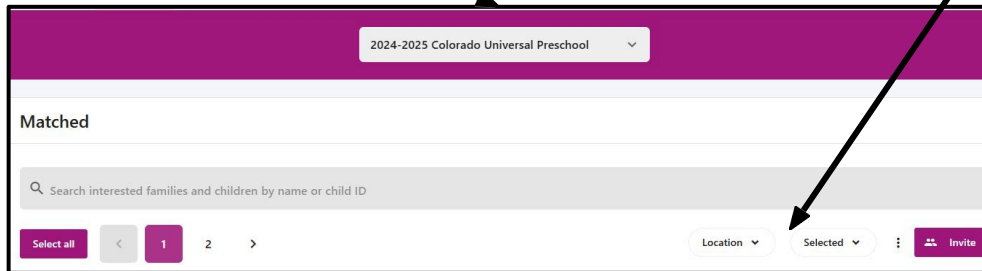 2024-2025 Colorado Universal Preschool
Matched
Search interested families and children by name or child ID
Select all 1 2 Location Selected Invite